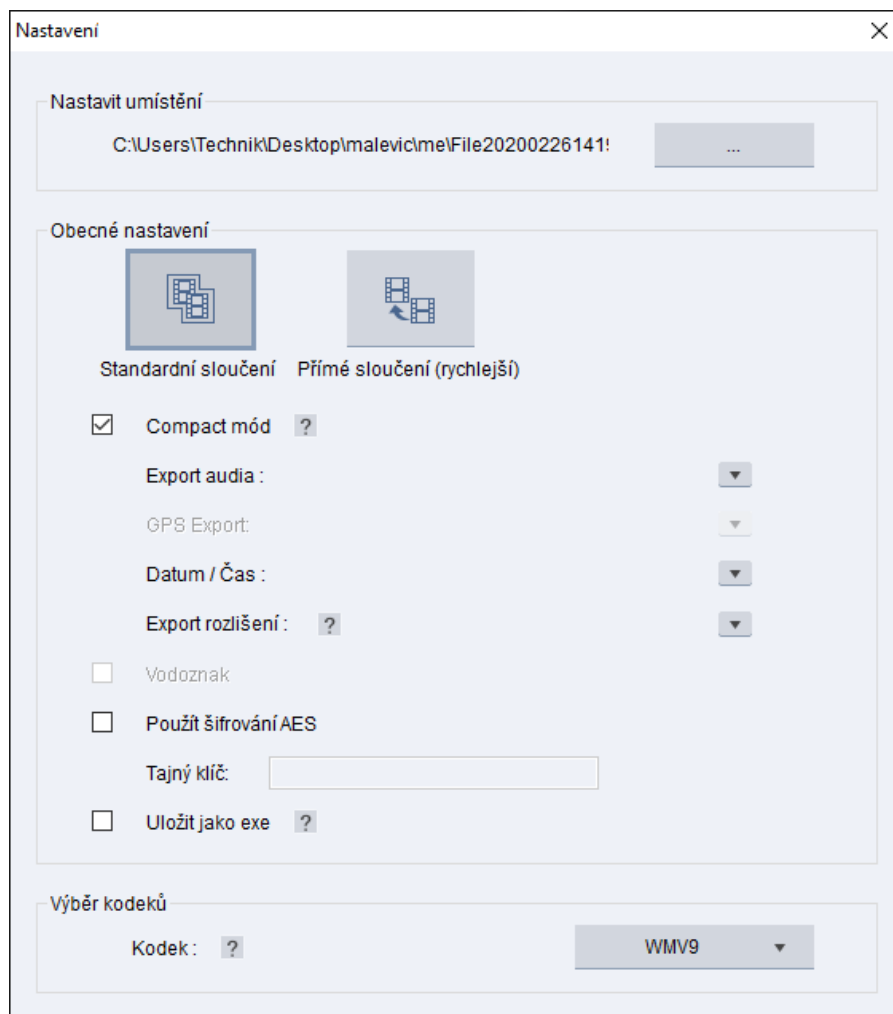 Nastavení
Nastavit umístění
C:\Users\Technik\Desktop\malevic\me\File202002261419
...
Obecné nastavení
Standardní sloučení Přímé sloučení (rychlejší)
Compact mód ?
Export audia :
GPS Export:
Datum / Čas :
Export rozlišení : ?
Vodoznak
Použít šifrování AES
Tajný klíč:
Uložit jako exe ?
Výběr kodeků
Kodek : ? WMV9